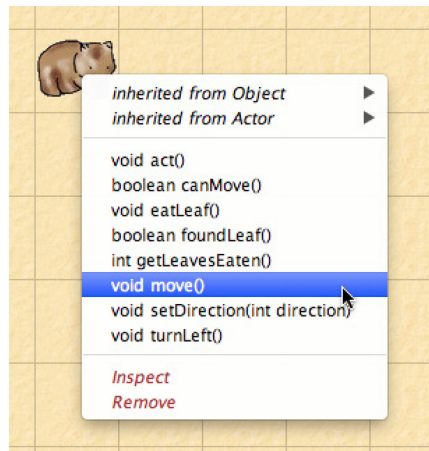 inherited from Object
inherited from Actor
void act()
boolean canMove()
void eatLeaf()
boolean foundLeaf()
int getLeavesEaten()
void move()
void setDirection(int direction)
void turnLeft()
Inspect
Remove